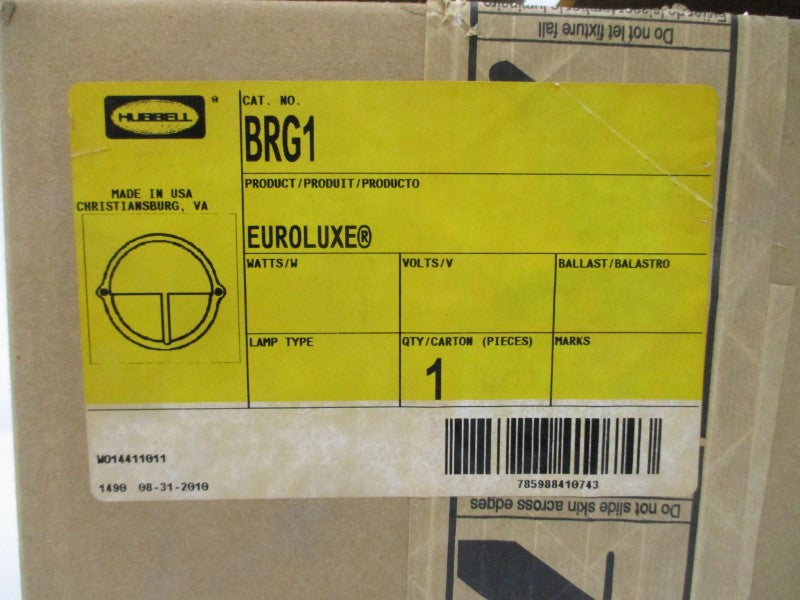 Do not let fixture fall
HUBBELL ®
CAT. NO.
BRG1
PRODUCT/PRODUIT/PRODUCTO
MADE IN USA
CHRISTIANSBURG, VA
EUROLUXE®
WATTS/W
VOLTS/V
BALLAST/BALASTRO
LAMP TYPE
QTY/CARTON (PIECES)
MARKS
1
WO14411011
1490 08-31-2010
785988410743
Do not slide skin across edges